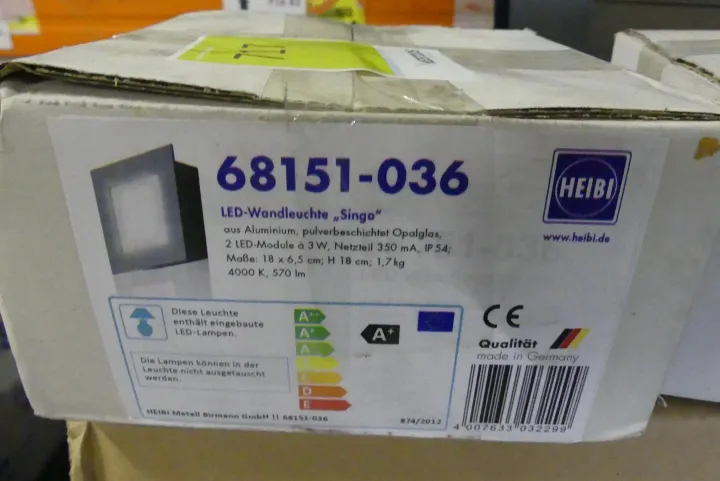 717
68151-036
HEIBI
LED-Wandleuchte „Singo“
aus Aluminium, pulverbeschichtet Opalglas,
2 LED-Module à 3 W, Netzteil 350 mA, IP 54;
Maße: 18 x 6,5 cm; H 18 cm; 1,7 kg
4000 K, 570 lm
www.heibi.de
Diese Leuchte
enthält eingebaute
LED-Lampen.
Die Lampen können in der
Leuchte nicht ausgetauscht
werden.
A++
A+
A
D
E
A+
CE
Qualität
made in Germany
HEIBI Metall Birmann GmbH || 68151-036
874/2012
4 007633 032299